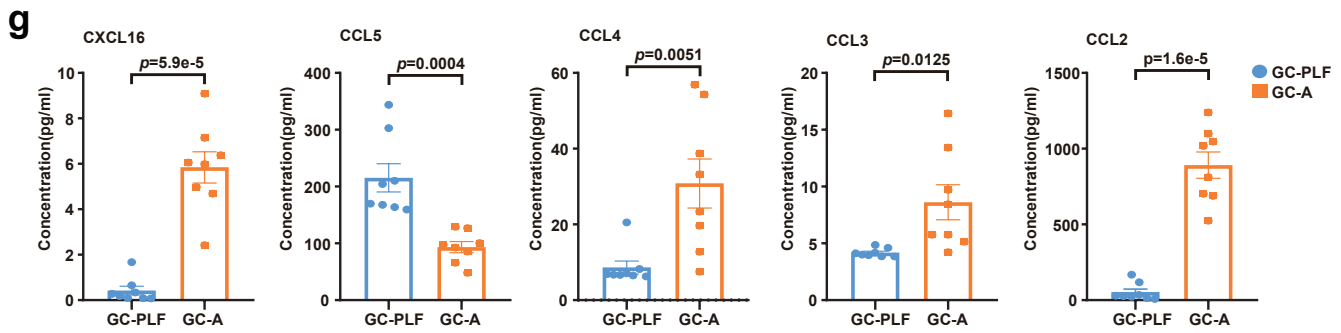 g
CXCL16
p=5.9e-5
Concentration(pg/ml)
10
8
6
4
2
0
GC-PLF GC-A
CCL5
p=0.0004
Concentration(pg/ml)
400
300
200
100
0
GC-PLF GC-A
CCL4
p=0.0051
Concentration(pg/ml)
60
40
20
0
GC-PLF GC-A
CCL3
p=0.0125
Concentration(pg/ml)
20
15
10
5
0
GC-PLF GC-A
CCL2
p=1.6e-5
Concentration(pg/ml)
1500
1000
500
0
GC-PLF GC-A
GC-PLF
GC-A